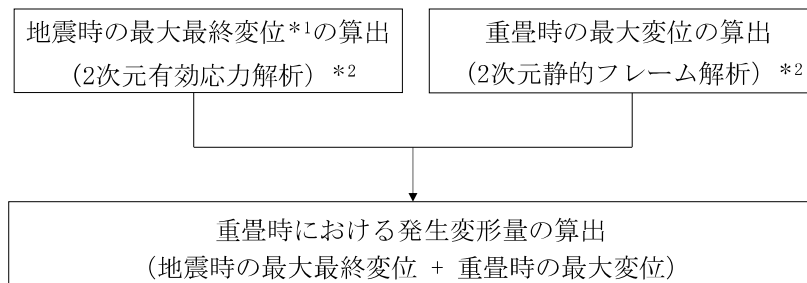 地震時の最大最終変位*1の算出
（2次元有効応力解析）*2
重畳時の最大変位の算出
（2次元静的フレーム解析）*2
重畳時における発生変形量の算出
（地震時の最大最終変位 + 重畳時の最大変位）